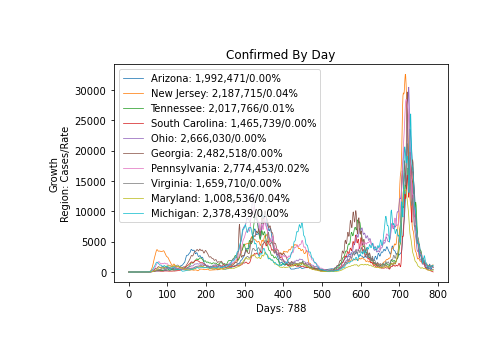 Confirmed By Day
Growth
Region: Cases/Rate
30000
25000
20000
15000
10000
5000
0
Arizona: 1,992,471/0.00%
New Jersey: 2,187,715/0.04%
Tennessee: 2,017,766/0.01%
South Carolina: 1,465,739/0.00%
Ohio: 2,666,030/0.00%
Georgia: 2,482,518/0.00%
Pennsylvania: 2,774,453/0.02%
Virginia: 1,659,710/0.00%
Maryland: 1,008,536/0.04%
Michigan: 2,378,439/0.00%
0 100 200 300 400 500 600 700 800
Days: 788